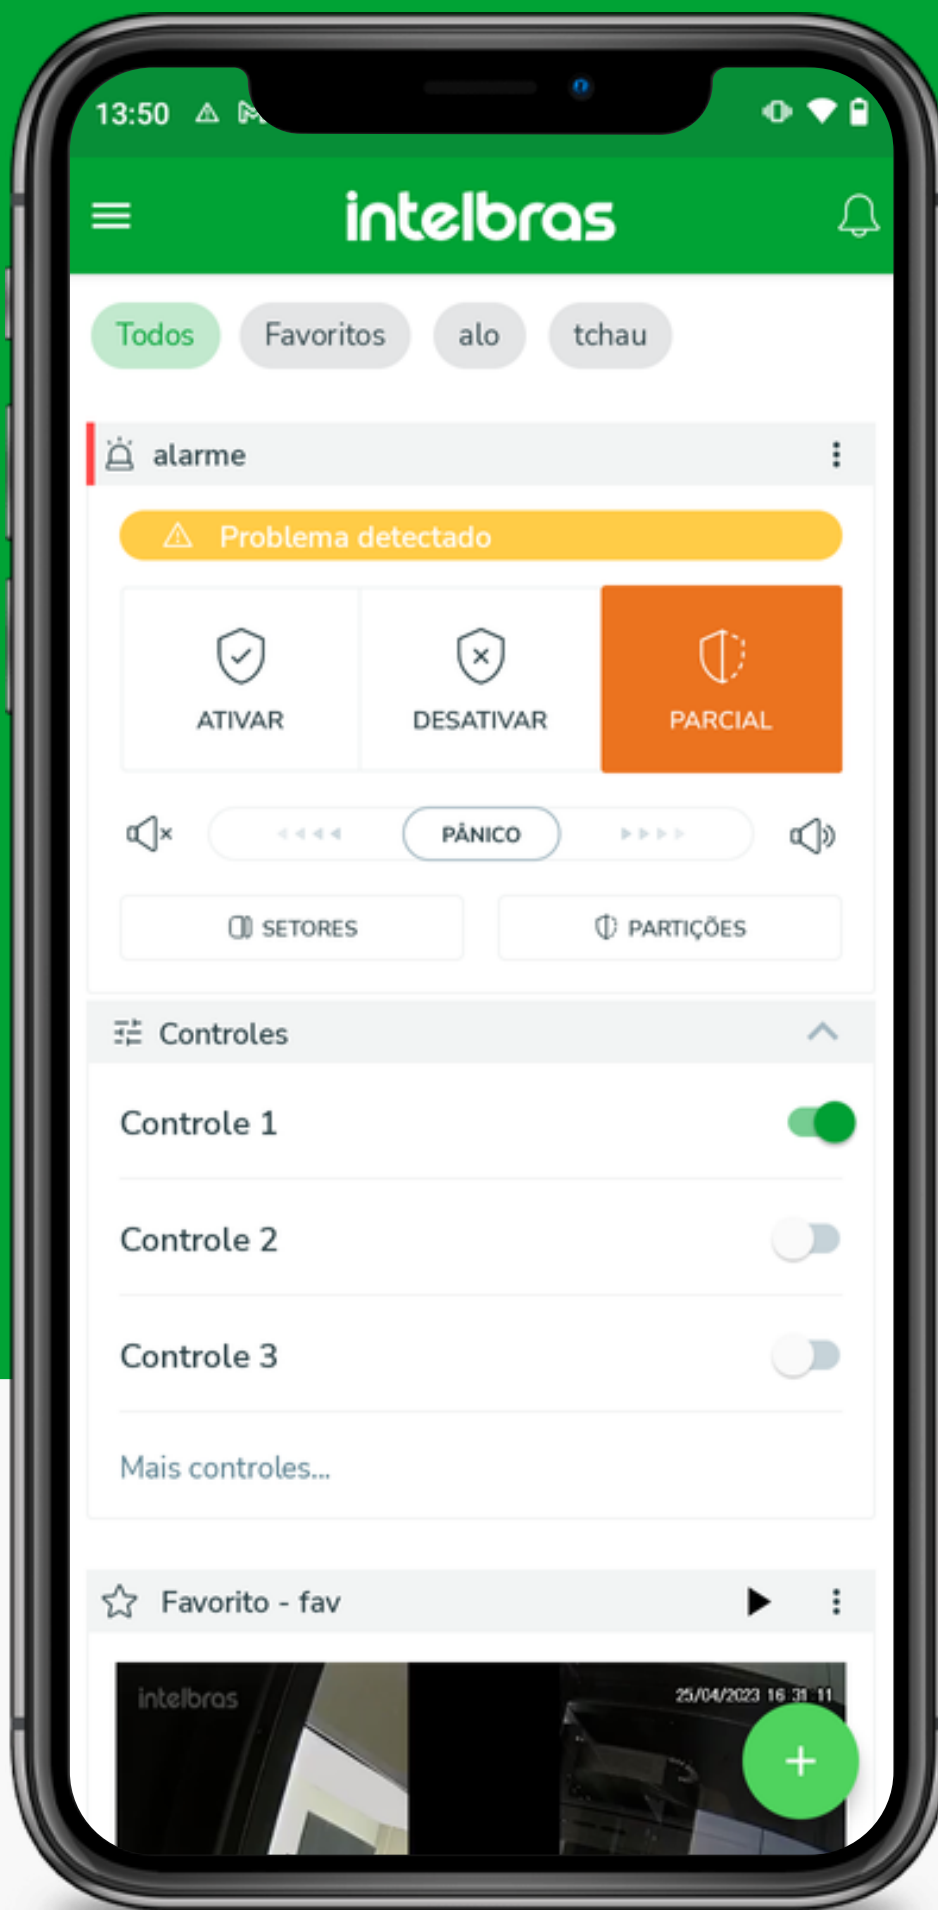 13:50
intelbras
Todos Favoritos alo tchau
alarme
Problema detectado
ATIVAR DESATIVAR PARCIAL
PÂNICO
SETORES PARTIÇÕES
Controles
Controle 1
Controle 2
Controle 3
Mais controles...
Favorito - fav
intelbras 25/04/2023 16:31:11